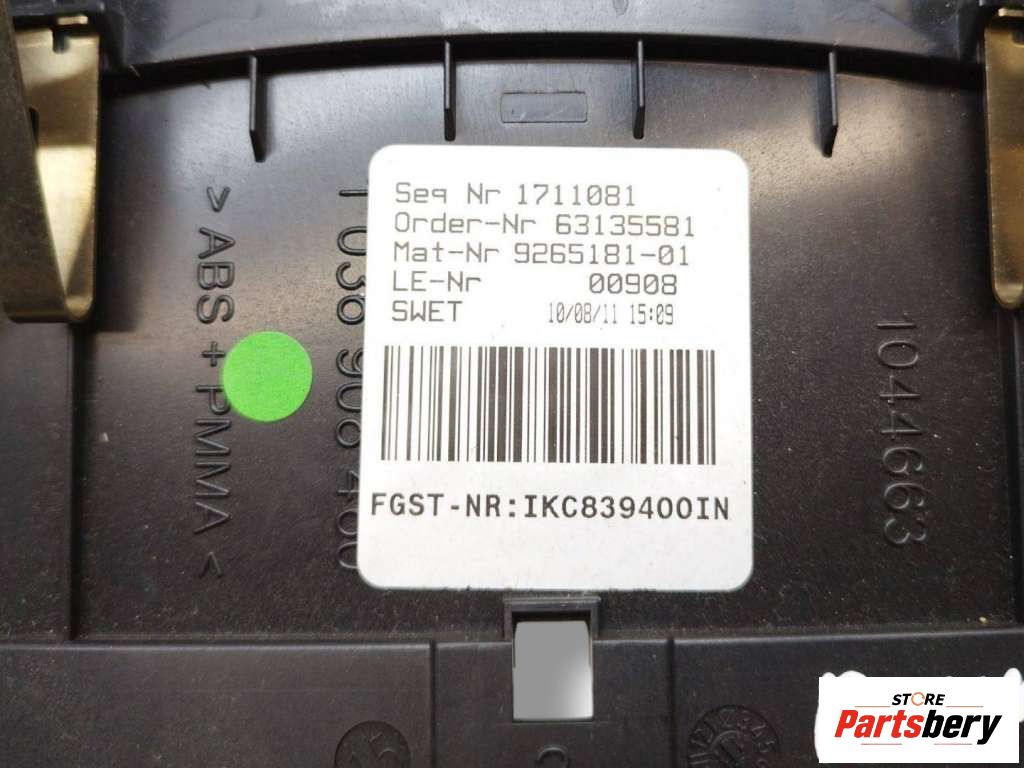 Seq Nr 1711081
Order-Nr 63135581
Mat-Nr 9265181-01
LE-Nr 00908
SWET 10/08/11 15:09
FGST-NR:IKC839400IN
>ABS + PMMA<
1044663
STORE
Partsbery